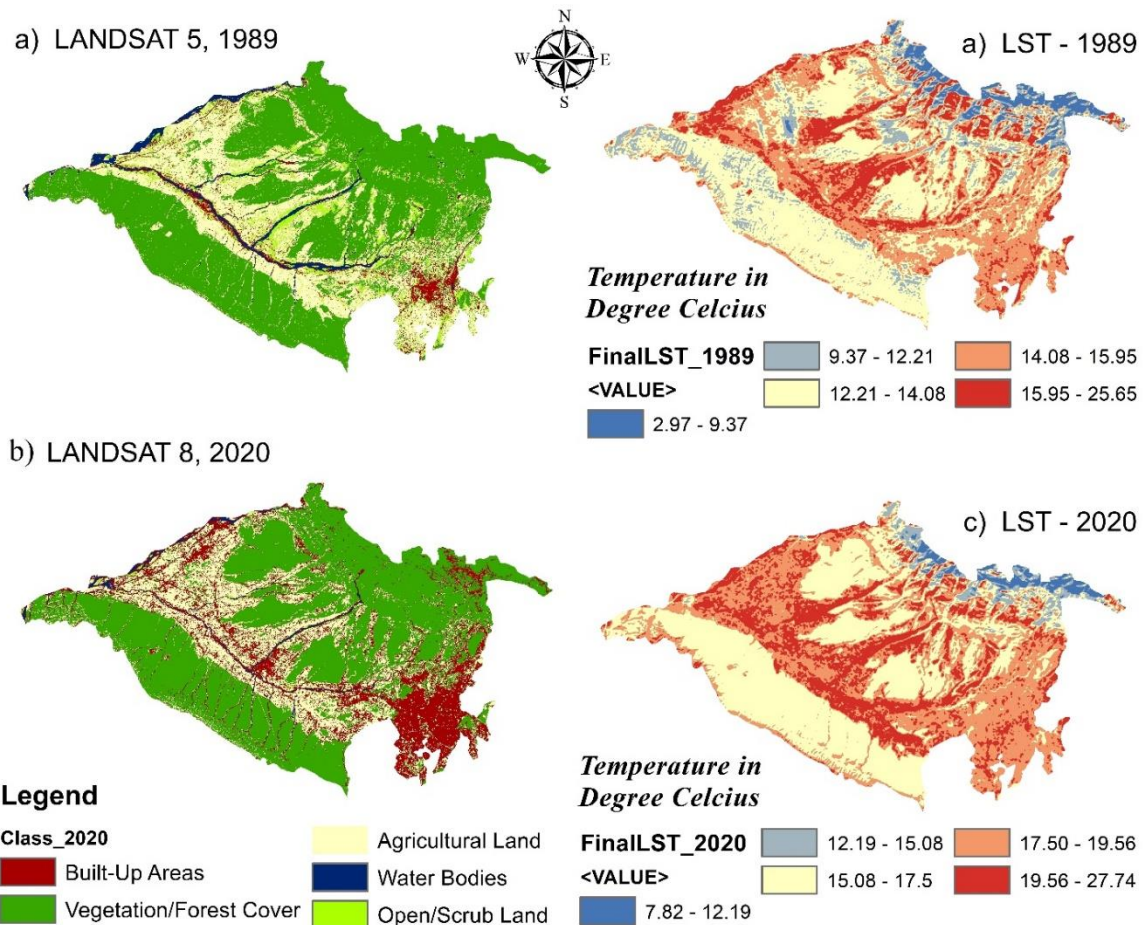 a) LANDSAT 5, 1989
N
W
E
S
a) LST - 1989
Temperature in
Degree Celcius
FinalLST_1989
<VALUE>
2.97 - 9.37
9.37 - 12.21
12.21 - 14.08
14.08 - 15.95
15.95 - 25.65
b) LANDSAT 8, 2020
c) LST - 2020
Legend
Class_2020
Built-Up Areas
Vegetation/Forest Cover
Agricultural Land
Water Bodies
Open/Scrub Land
Temperature in
Degree Celcius
FinalLST_2020
<VALUE>
7.82 - 12.19
12.19 - 15.08
15.08 - 17.5
17.50 - 19.56
19.56 - 27.74